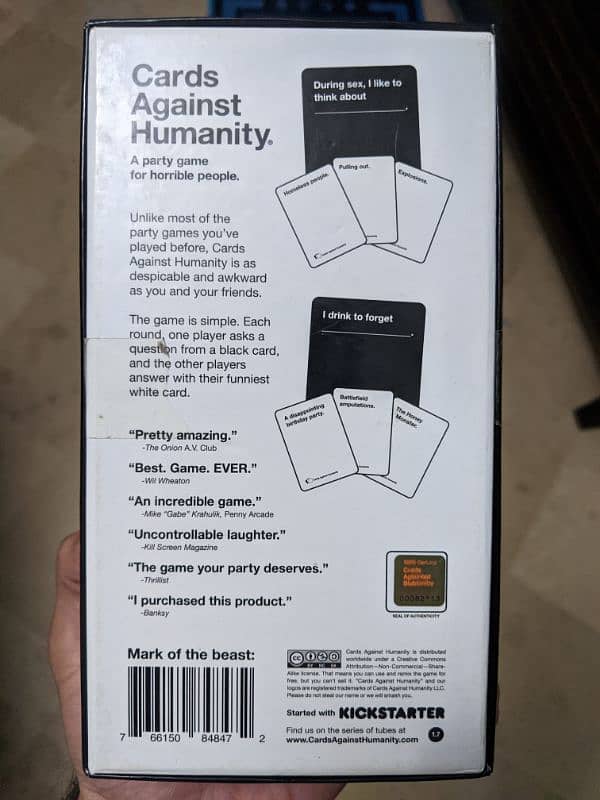 Cards
Against
Humanity®
A party game
for horrible people.
Unlike most of the
party games you've
played before, Cards
Against Humanity is as
despicable and awkward
as you and your friends.
The game is simple. Each
round, one player asks a
question from a black card,
and the other players
answer with their funniest
white card.
"Pretty amazing."
-The Onion A.V. Club
"Best. Game. EVER."
-Wil Wheaton
"An incredible game."
-Mike "Gabe" Krahulik, Penny Arcade
"Uncontrollable laughter."
-Kill Screen Magazine
"The game your party deserves."
-Thrillist
"I purchased this product."
-Banksy
Mark of the beast:
7 66150 84847 2
During sex, I like to
think about
____________.
Homeless people.
Pulling out.
Explosions.
I drink to forget
____________.
A disappointing
birthday party.
Battlefield
amputations.
The Honey
Monster.
Cards
Against
Humanity
SEAL OF AUTHENTICITY
cc
BY NC SA
Cards Against Humanity is distributed
worldwide under a Creative Commons
Attribution - Non-Commercial - Share-
Alike license. That means you can use and remix the game for
free, but you can't sell it. "Cards Against Humanity" and our
logos are registered trademarks of Cards Against Humanity LLC.
Please do not steal our name or we will smash you.
Started with KICKSTARTER
Find us on the series of tubes at
www.CardsAgainstHumanity.com
1.7